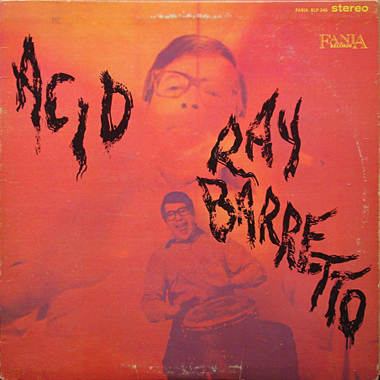 FANIA SLP 346 stereo
FANIA
RECORDS
ACID
RAY
BARRETTO